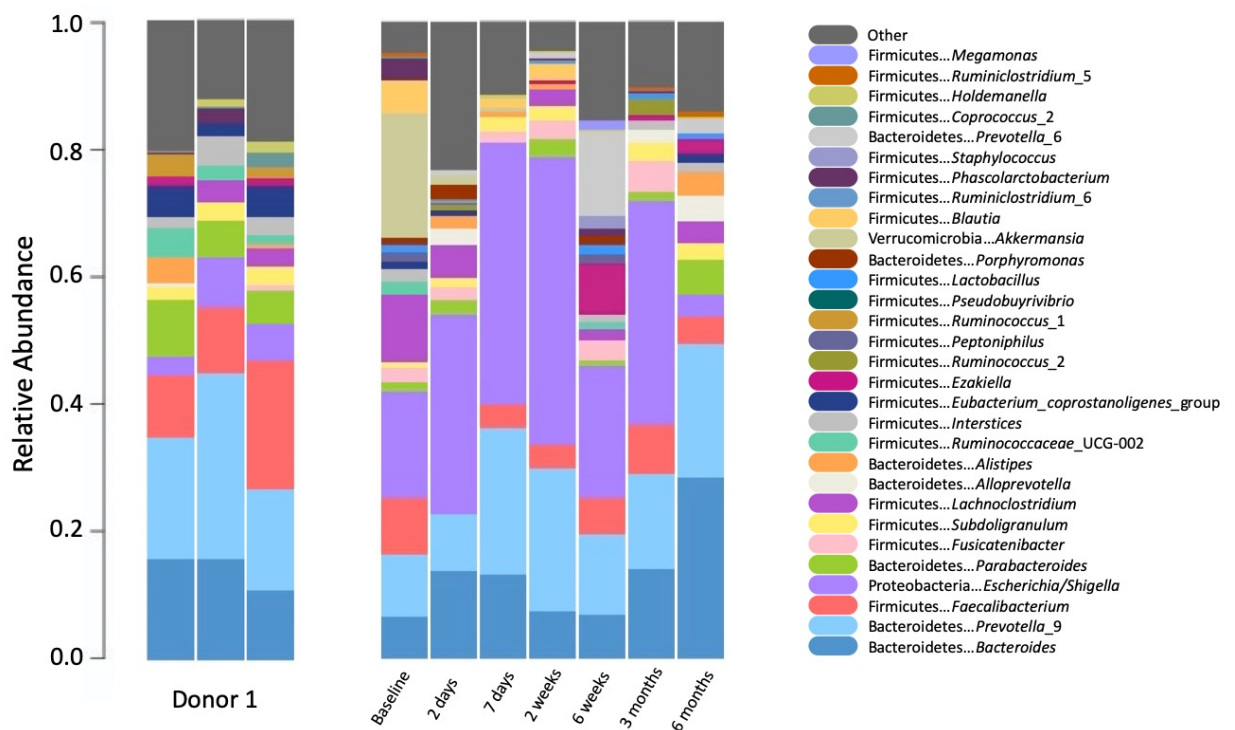 1.0
0.8
0.6
0.4
0.2
0.0
Relative Abundance
Donor 1
Baseline
2 days
7 days
2 weeks
6 weeks
3 months
6 months
Other
Firmicutes...Megamonas
Firmicutes...Ruminiclostridium_5
Firmicutes...Holdemanella
Firmicutes...Coprococcus_2
Bacteroidetes...Prevotella_6
Firmicutes...Staphylococcus
Firmicutes...Phascolarctobacterium
Firmicutes...Ruminiclostridium_6
Firmicutes...Blautia
Verrucomicrobia...Akkermansia
Bacteroidetes...Porphyromonas
Firmicutes...Lactobacillus
Firmicutes...Pseudobuyrivibrio
Firmicutes...Ruminococcus_1
Firmicutes...Peptoniphilus
Firmicutes...Ruminococcus_2
Firmicutes...Ezakiella
Firmicutes...Eubacterium_coprostanoligenes_group
Firmicutes...Interstices
Firmicutes...Ruminococcaceae_UCG-002
Bacteroidetes...Alistipes
Bacteroidetes...Alloprevotella
Firmicutes...Lachnoclostridium
Firmicutes...Subdoligranulum
Firmicutes...Fusicatenibacter
Bacteroidetes...Parabacteroides
Proteobacteria...Escherichia/Shigella
Firmicutes...Faecalibacterium
Bacteroidetes...Prevotella_9
Bacteroidetes...Bacteroides